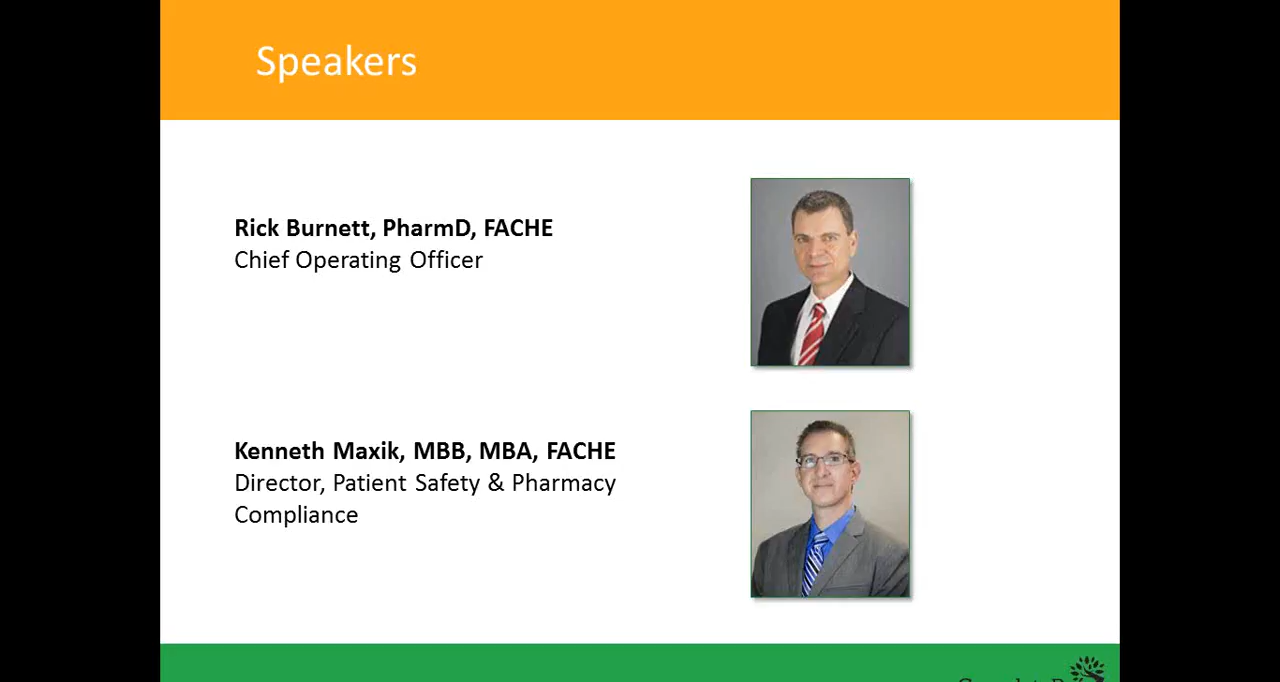 Speakers
Rick Burnett, PharmD, FACHE
Chief Operating Officer
Kenneth Maxik, MBB, MBA, FACHE
Director, Patient Safety & Pharmacy
Compliance